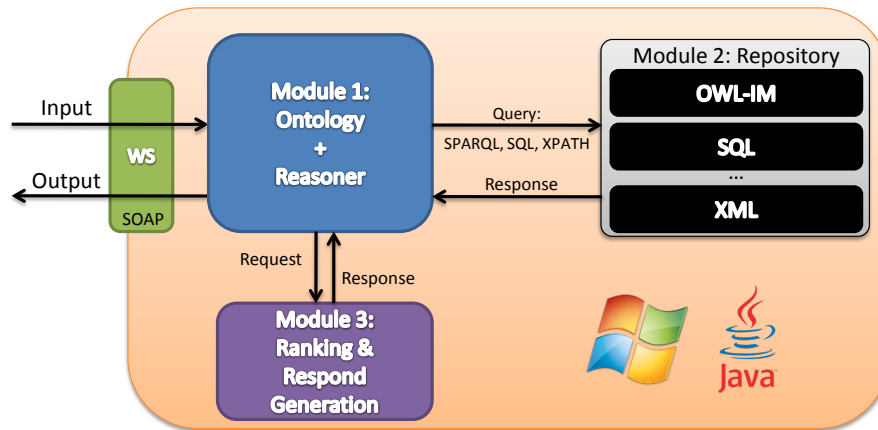 Module 2: Repository
Module 1:
Ontology
+
Reasoner
OWL-IM
Input
Query:
SPARQL, SQL, XPATH
WS
SQL
...
Output
Response
XML
SOAP
Request
Response
Module 3:
Ranking &
Respond
Generation
Java™